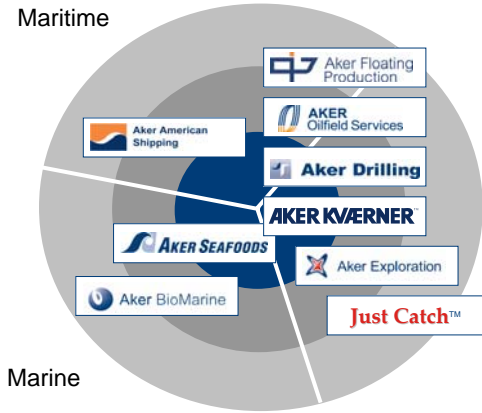 Maritime
Aker Floating
Production
AKER
Oilfield Services
Aker American
Shipping
Aker Drilling
AKER KVÆRNER™
AKER SEAFOODS
Aker Exploration
Aker BioMarine
Just Catch™
Marine